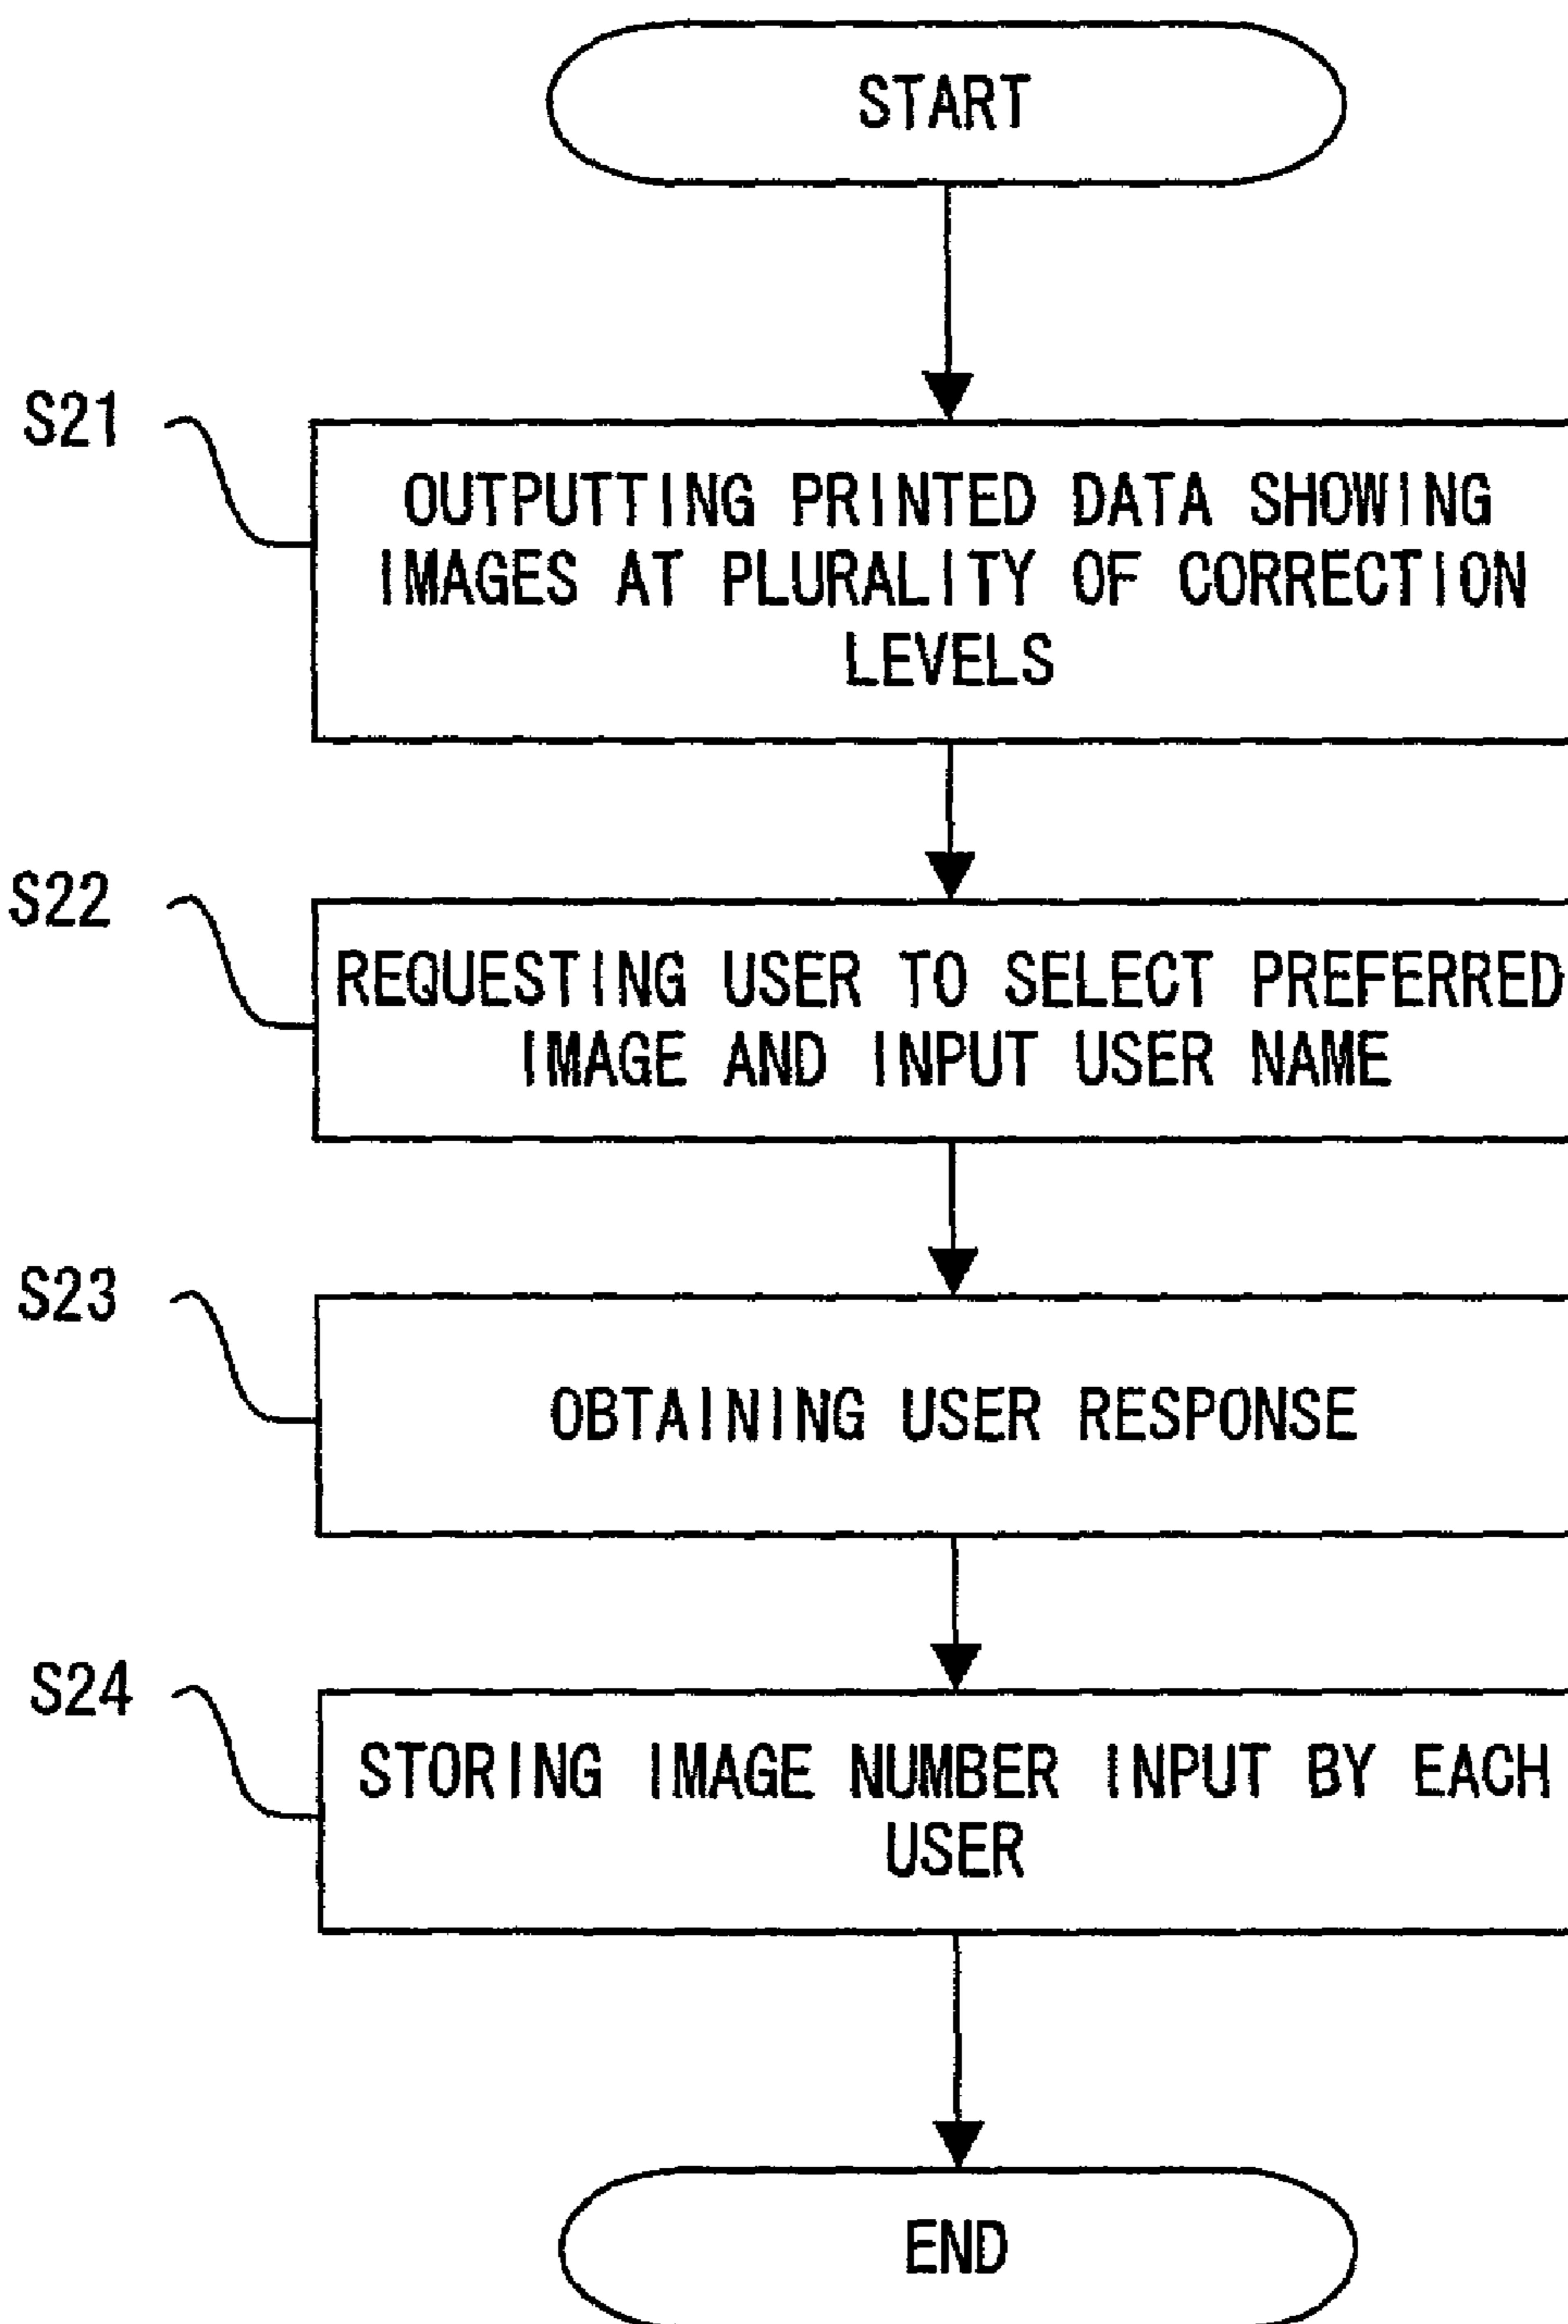 START
S21
OUTPUTTING PRINTED DATA SHOWING
IMAGES AT PLURALITY OF CORRECTION
LEVELS
S22
REQUESTING USER TO SELECT PREFERRED
IMAGE AND INPUT USER NAME
S23
OBTAINING USER RESPONSE
S24
STORING IMAGE NUMBER INPUT BY EACH
USER
END